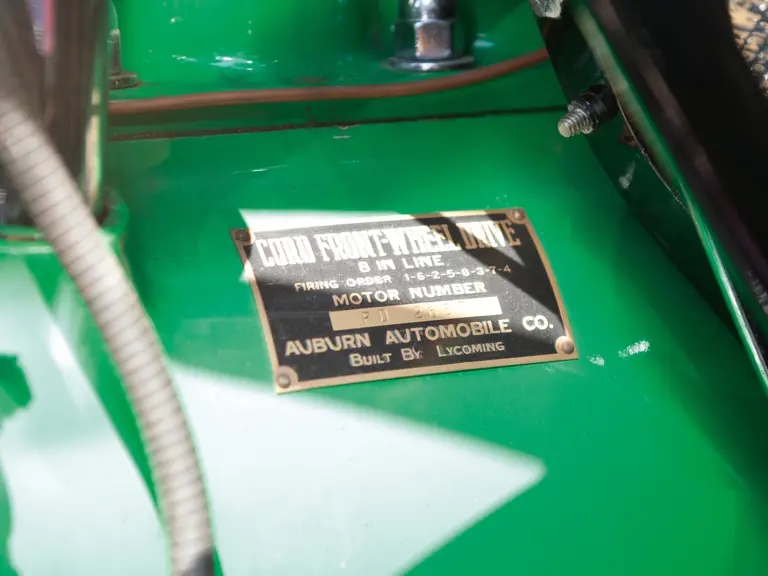 CORD FRONT-WHEEL DRIVE
8 IN LINE
FIRING ORDER 1-6-2-5-8-3-7-4
MOTOR NUMBER
FD
AUBURN AUTOMOBILE CO.
BUILT BY LYCOMING